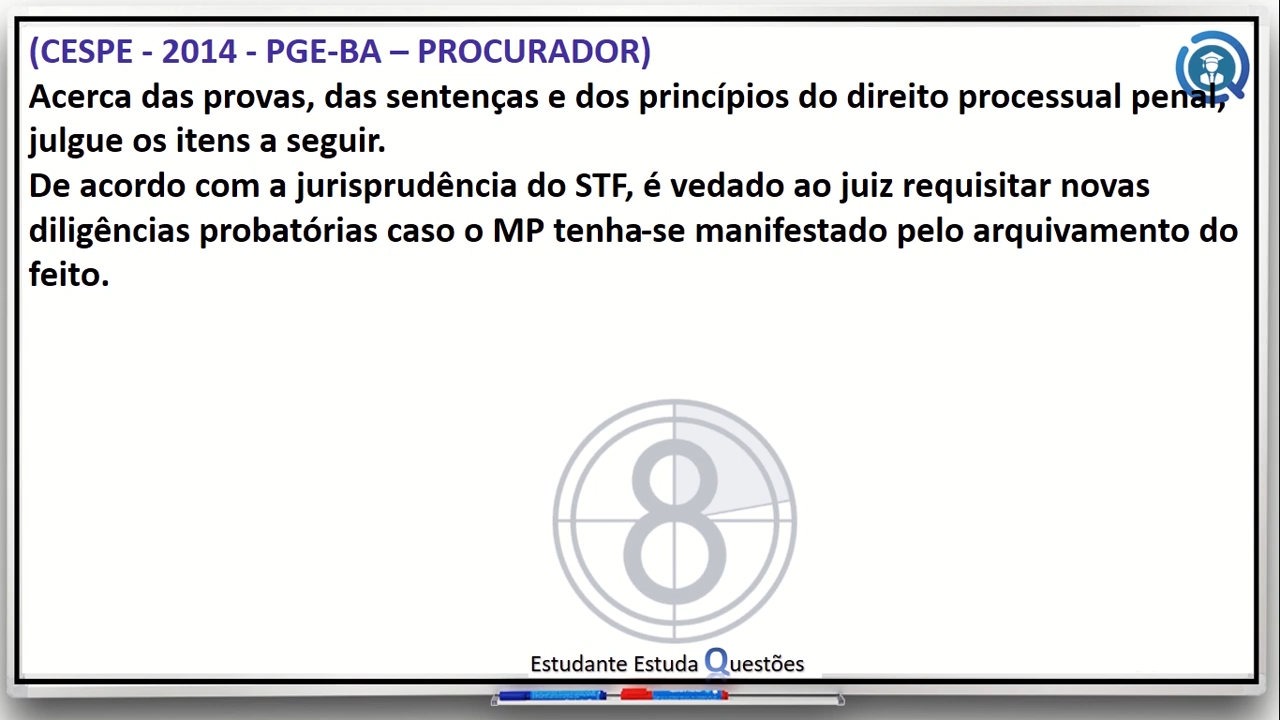 (CESPE - 2014 - PGE-BA – PROCURADOR)
Acerca das provas, das sentenças e dos princípios do direito processual penal,
julgue os itens a seguir.
De acordo com a jurisprudência do STF, é vedado ao juiz requisitar novas
diligências probatórias caso o MP tenha-se manifestado pelo arquivamento do
feito.
8
Estudante Estuda Questões